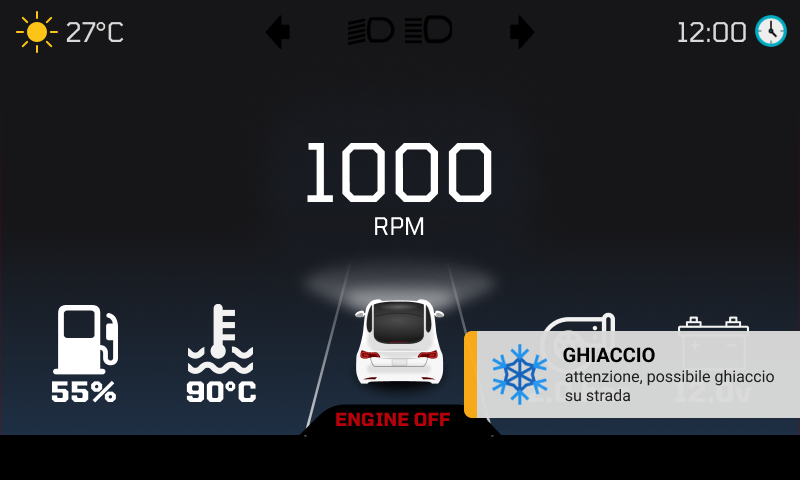 27°C
12:00
1000
RPM
55%
90°C
GHIACCIO
attenzione, possibile ghiaccio
su strada
ENGINE OFF